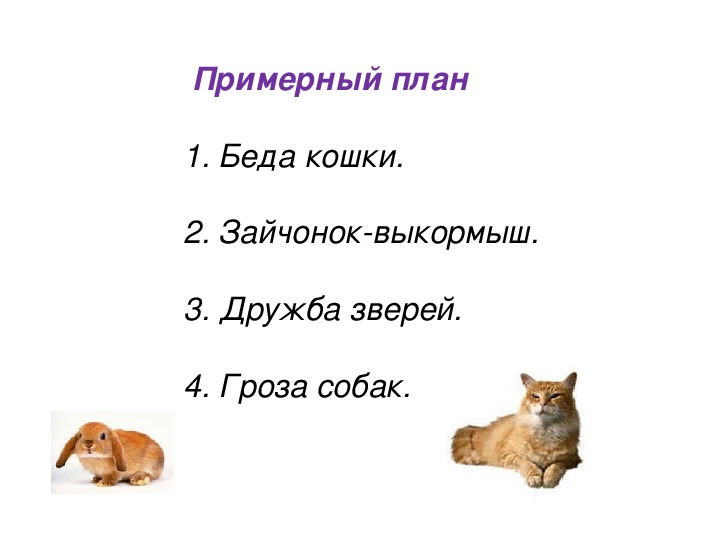 Примерный план
1. Беда кошки.
2. Зайчонок-выкормыш.
3. Дружба зверей.
4. Гроза собак.